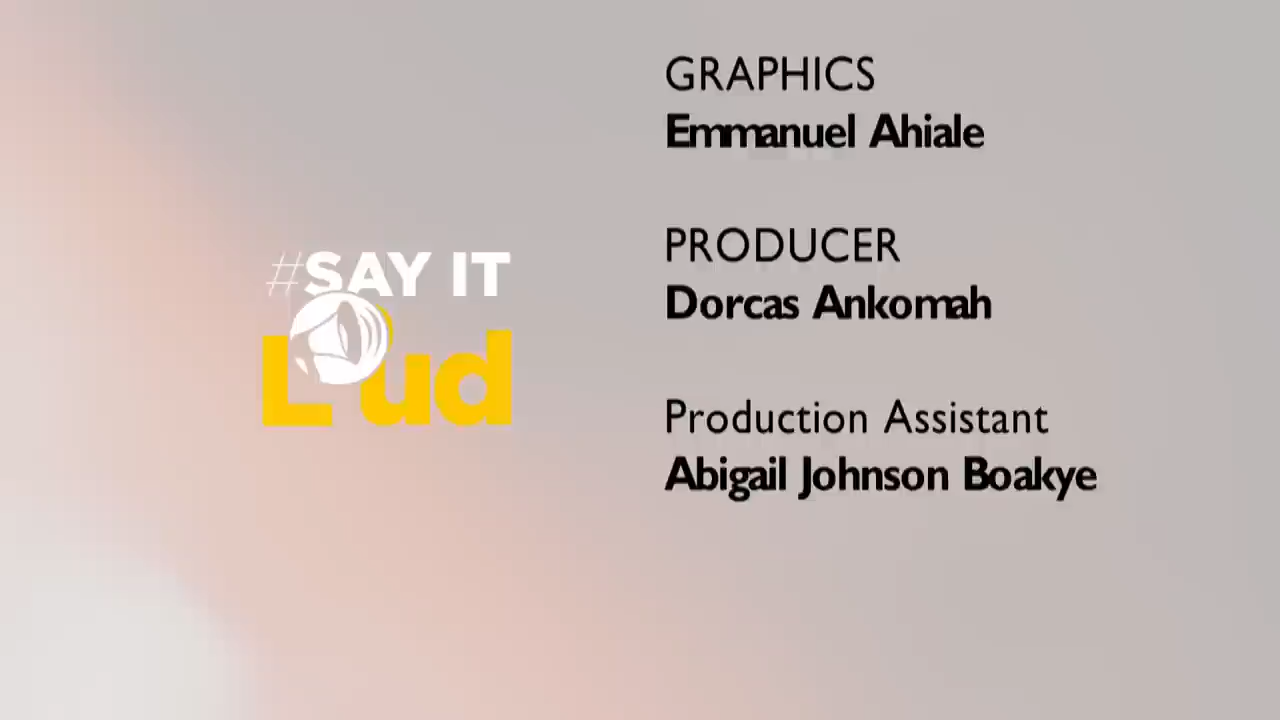 #SAY IT
Loud
GRAPHICS
Emmanuel Ahiale
PRODUCER
Dorcas Ankomah
Production Assistant
Abigail Johnson Boakye